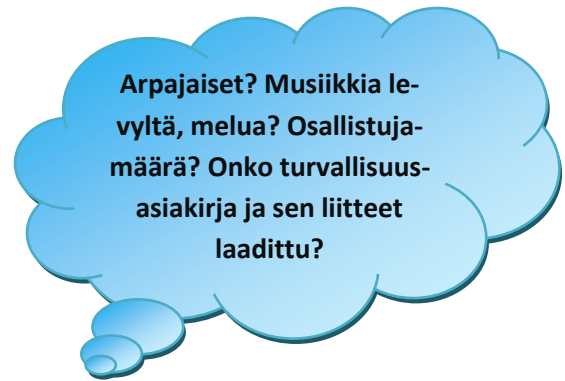 Arpajaiset? Musiikkia le-
vyltä, melua? Osallistuja-
määrä? Onko turvallisuus-
asiakirja ja sen liitteet
laadittu?